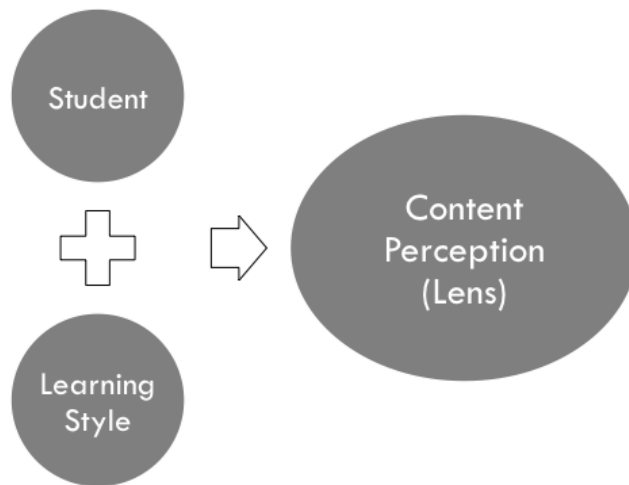 Student
Learning
Style
Content
Perception
(Lens)